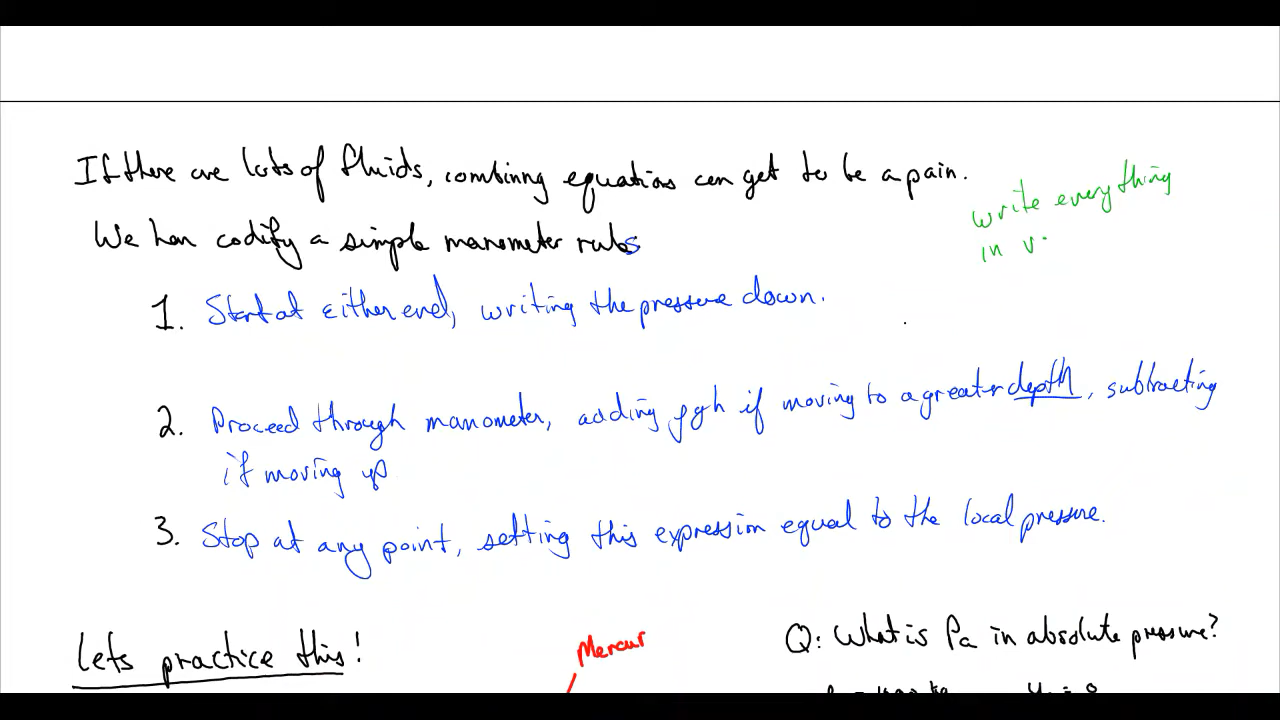 If there are lots of fluids, combining equations can get to be a pain.
write everything
in v
We can codify a simple manometer rules
1. Start at either end, writing the pressure down.
2. Proceed through manometer, adding ρgh if moving to a greater depth, subtracting
if moving up
3. Stop at any point, setting this expression equal to the local pressure.
Lets practice this!
Mercur
Q: What is Pa in absolute pressure?